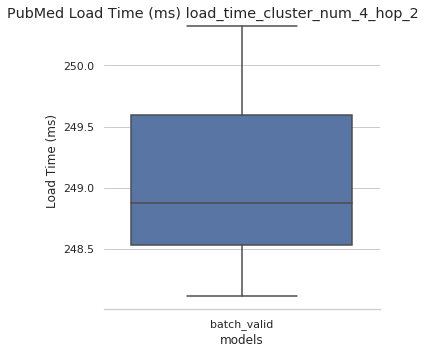 PubMed Load Time (ms) load_time_cluster_num_4_hop_2
250.0
249.5
249.0
248.5
Load Time (ms)
batch_valid
models